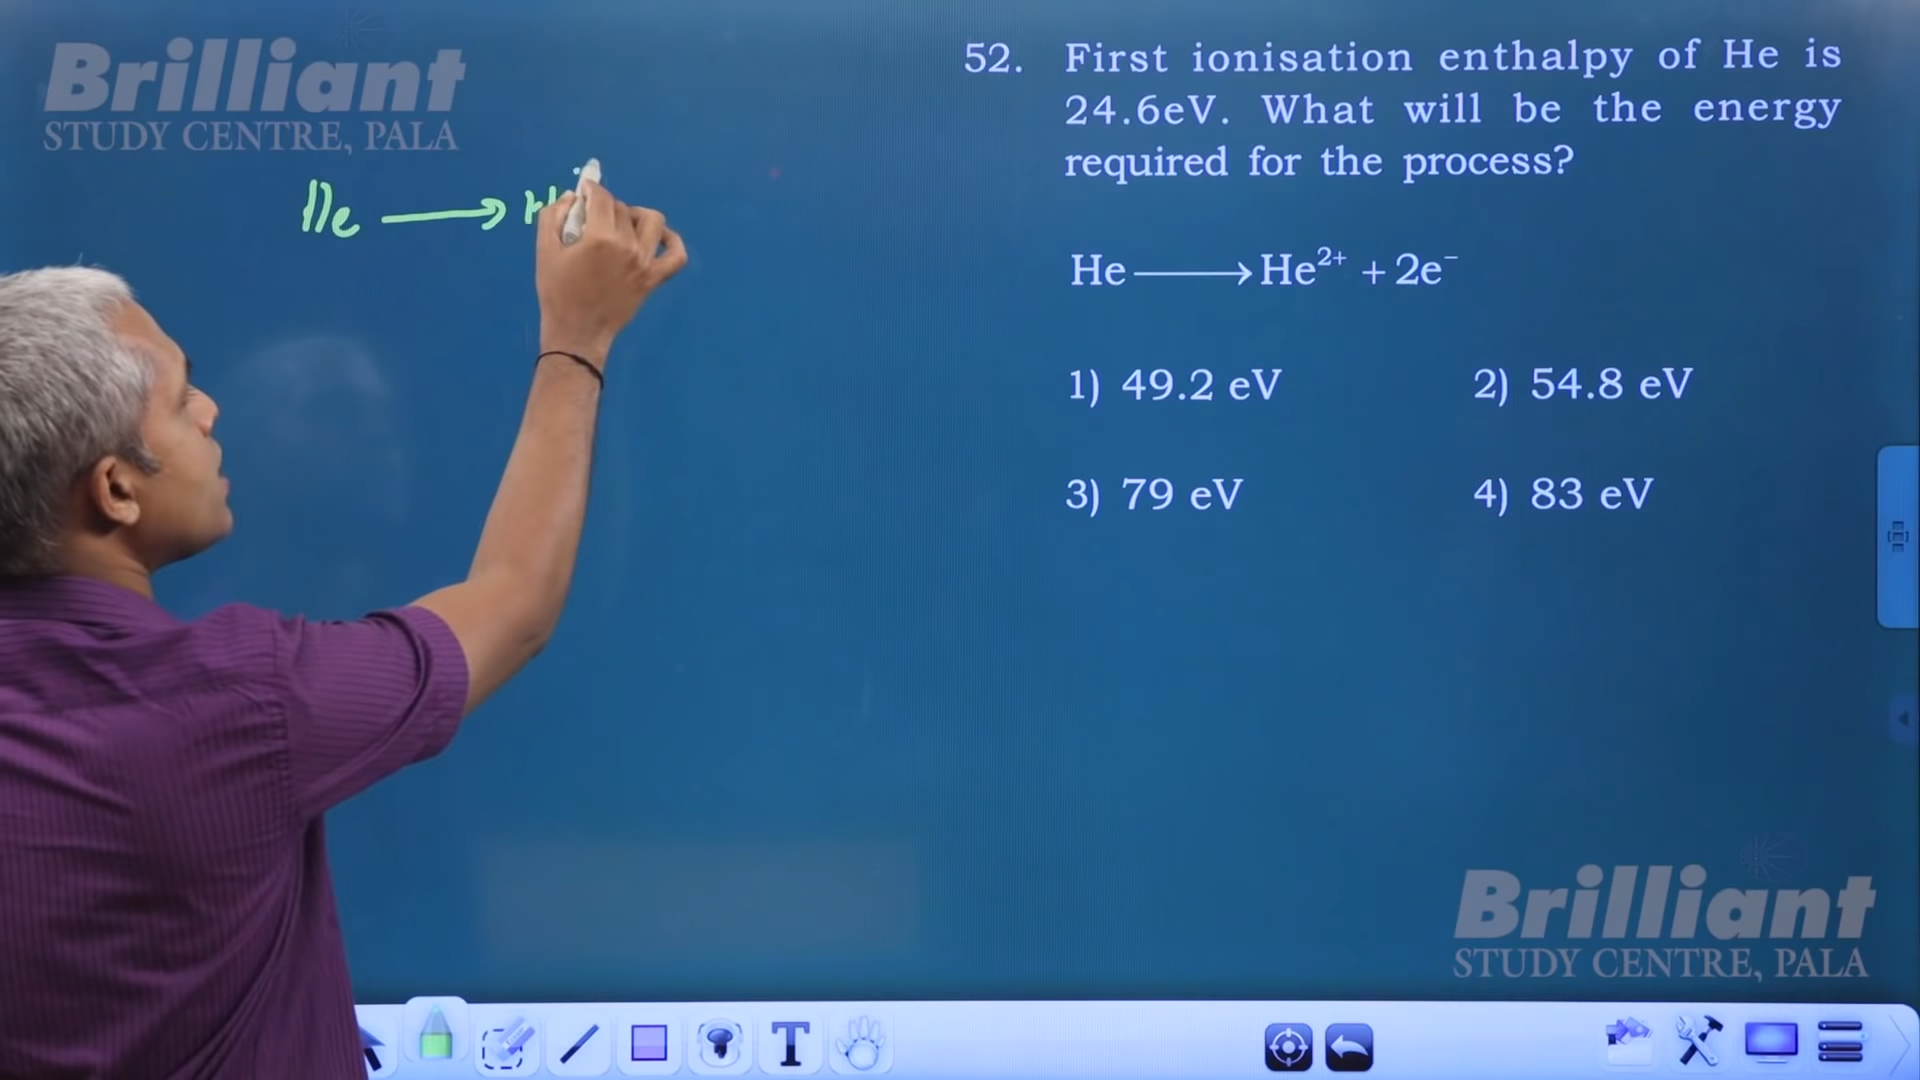 Brilliant
STUDY CENTRE, PALA
52. First ionisation enthalpy of He is
24.6eV. What will be the energy
required for the process?
He ⟶ He²⁺ + 2e⁻
1) 49.2 eV 2) 54.8 eV
3) 79 eV 4) 83 eV
He ⟶ H
Brilliant
STUDY CENTRE, PALA
T